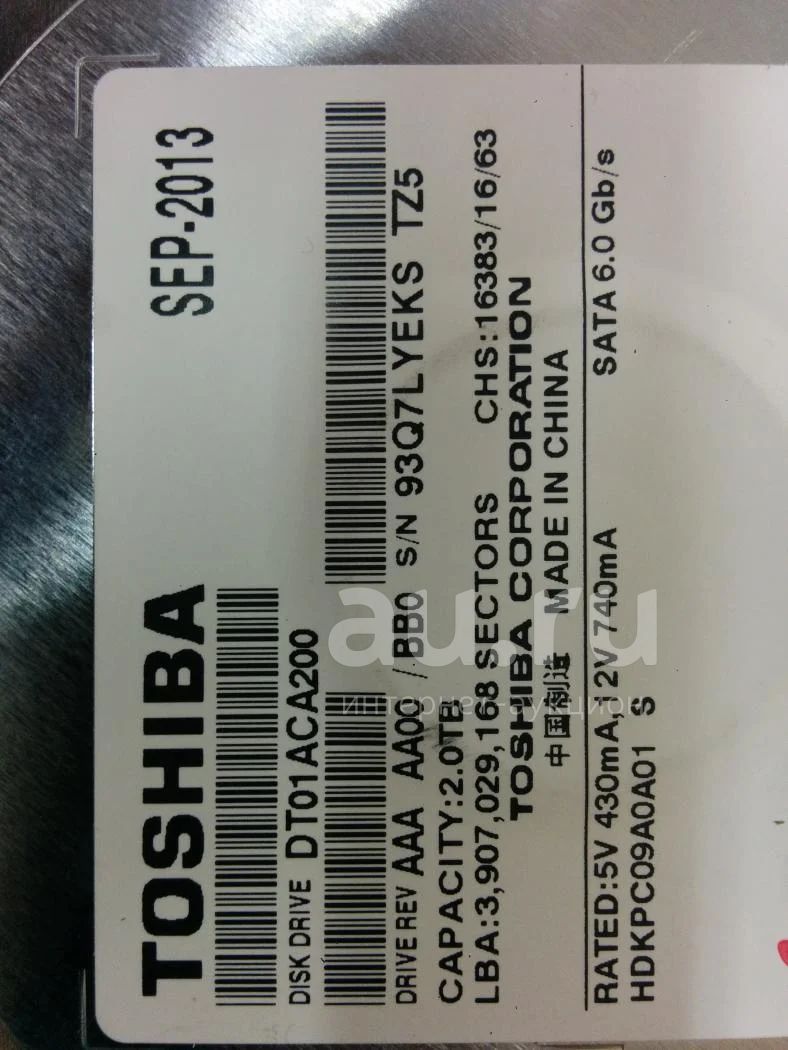 TOSHIBA SEP-2013
DISK DRIVE DT01ACA200
DRIVE REV AAA AA00 / BB0 S/N 93Q7LYEKS TZ5
CAPACITY:2.0TB
LBA:3,907,029,168 SECTORS CHS:16383/16/63
TOSHIBA CORPORATION
中国制造 MADE IN CHINA
RATED:5V 430mA,12V 740mA SATA 6.0 Gb/s
HDKPC09A0A01 S
au.ru
интернет-аукцион